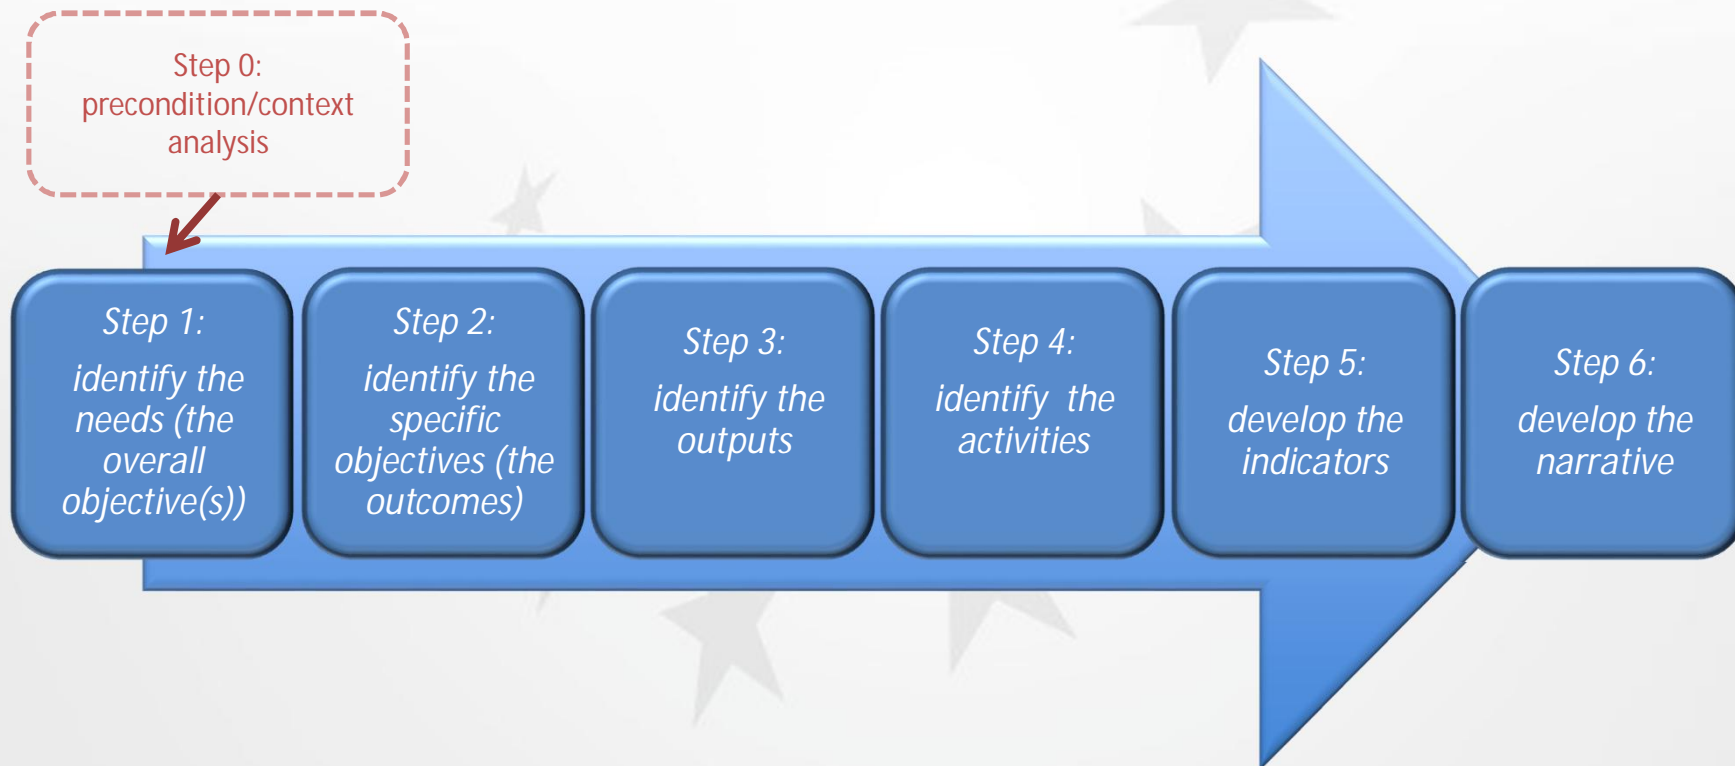 Step 0:
precondition/context
analysis
Step 1:
identify the
needs (the
overall
objective(s))
Step 2:
identify the
specific
objectives (the
outcomes)
Step 3:
identify the
outputs
Step 4:
identify  the
activities
Step 5:
develop the
indicators
Step 6:
develop the
narrative